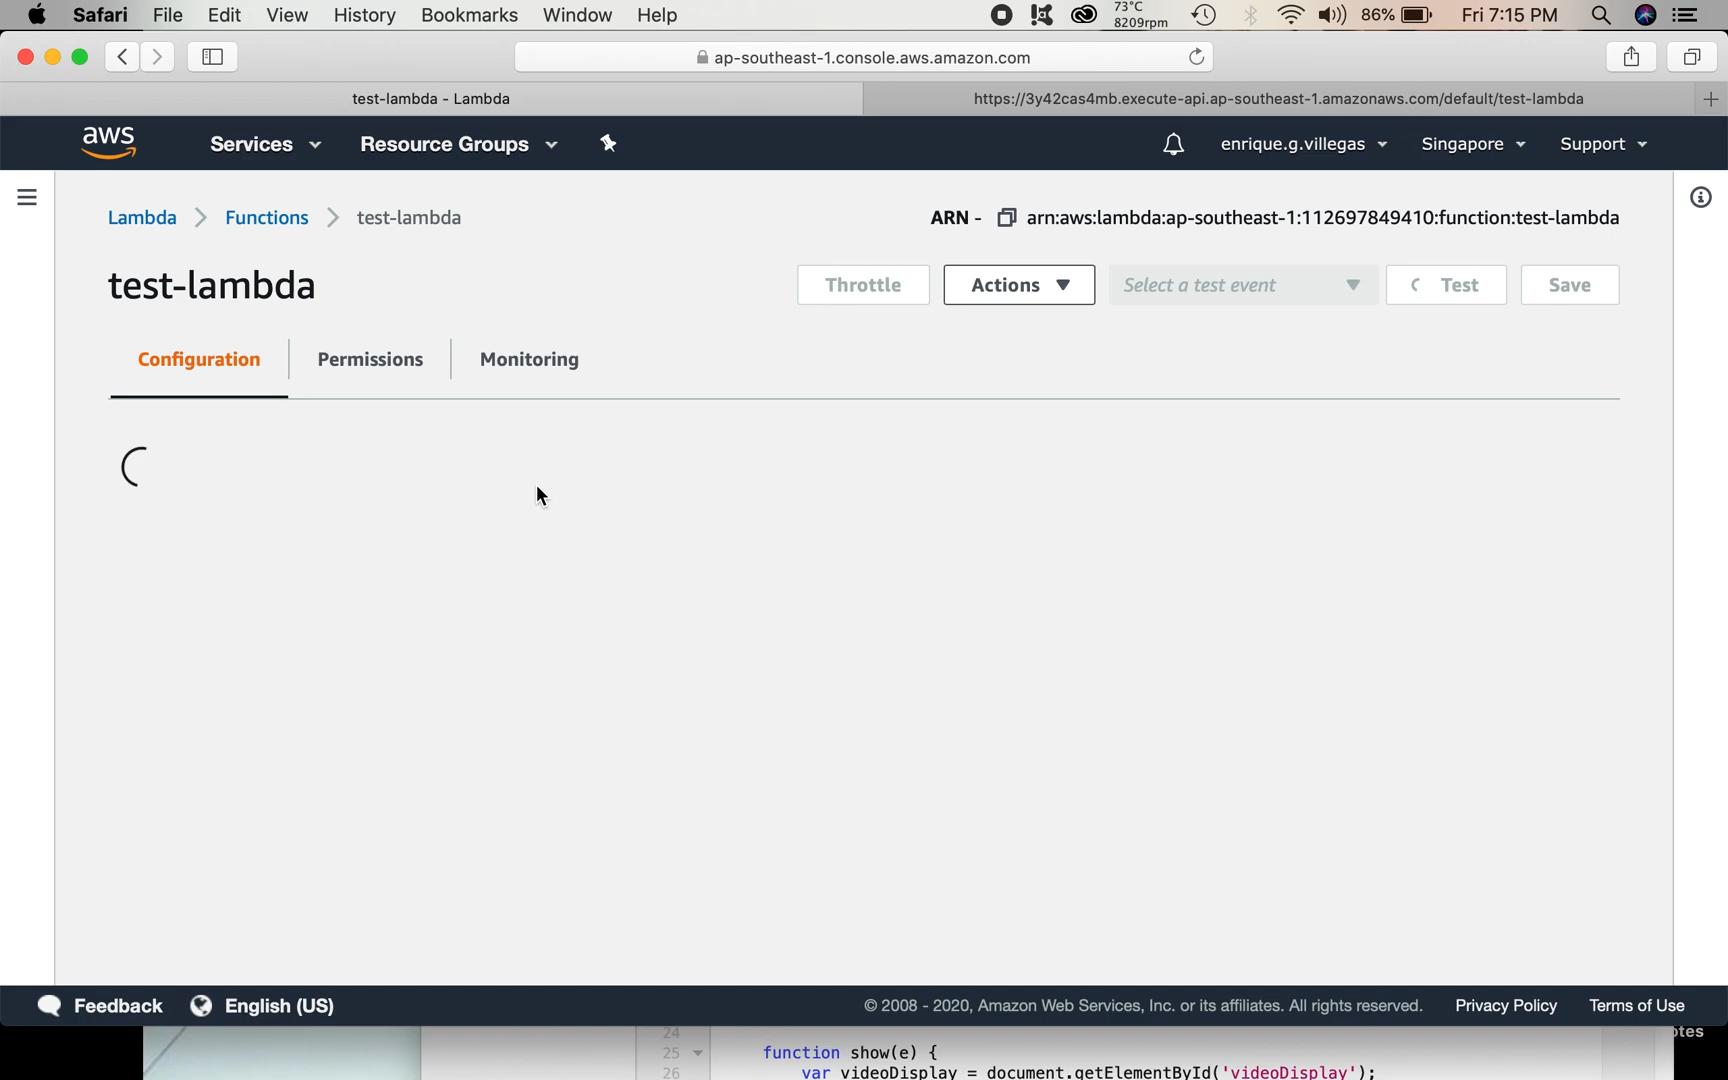 Safari File Edit View History Bookmarks Window Help 73°C 8209rpm 86% Fri 7:15 PM
ap-southeast-1.console.aws.amazon.com
test-lambda - Lambda https://3y42cas4mb.execute-api.ap-southeast-1.amazonaws.com/default/test-lambda
aws Services Resource Groups enrique.g.villegas Singapore Support
Lambda Functions test-lambda ARN - arn:aws:lambda:ap-southeast-1:112697849410:function:test-lambda
test-lambda Throttle Actions Select a test event Test Save
Configuration Permissions Monitoring
Feedback English (US) © 2008 - 2020, Amazon Web Services, Inc. or its affiliates. All rights reserved. Privacy Policy Terms of Use
24
25 function show(e) {
26 var videoDisplay = document.getElementById('videoDisplay');